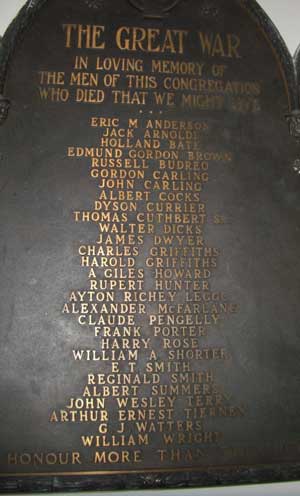 THE GREAT WAR
IN LOVING MEMORY OF
THE MEN OF THIS CONGREGATION
WHO DIED THAT WE MIGHT LIVE
ERIC M ANDERSON
JACK ARNOLDI
HOLLAND BATE
EDMUND GORDON BROWN
RUSSELL BUDREO
GORDON CARLING
JOHN CARLING
ALBERT COCKS
DYSON CURRIER
THOMAS CUTHBERT
WALTER DICKS
JAMES DWYER
CHARLES GRIFFITHS
HAROLD GRIFFITHS
A GILES HOWARD
RUPERT HUNTER
AYTON RICHEY LEGGO
ALEXANDER McFARLANE
CLAUDE PENGELLY
FRANK PORTER
HARRY ROSE
WILLIAM A SHORTER
E T SMITH
REGINALD SMITH
ALBERT SUMMERS
JOHN WESLEY TERRY
ARTHUR ERNEST TIERNEY
G. J WATTERS
WILLIAM WRIGHT
HONOUR MORE THAN